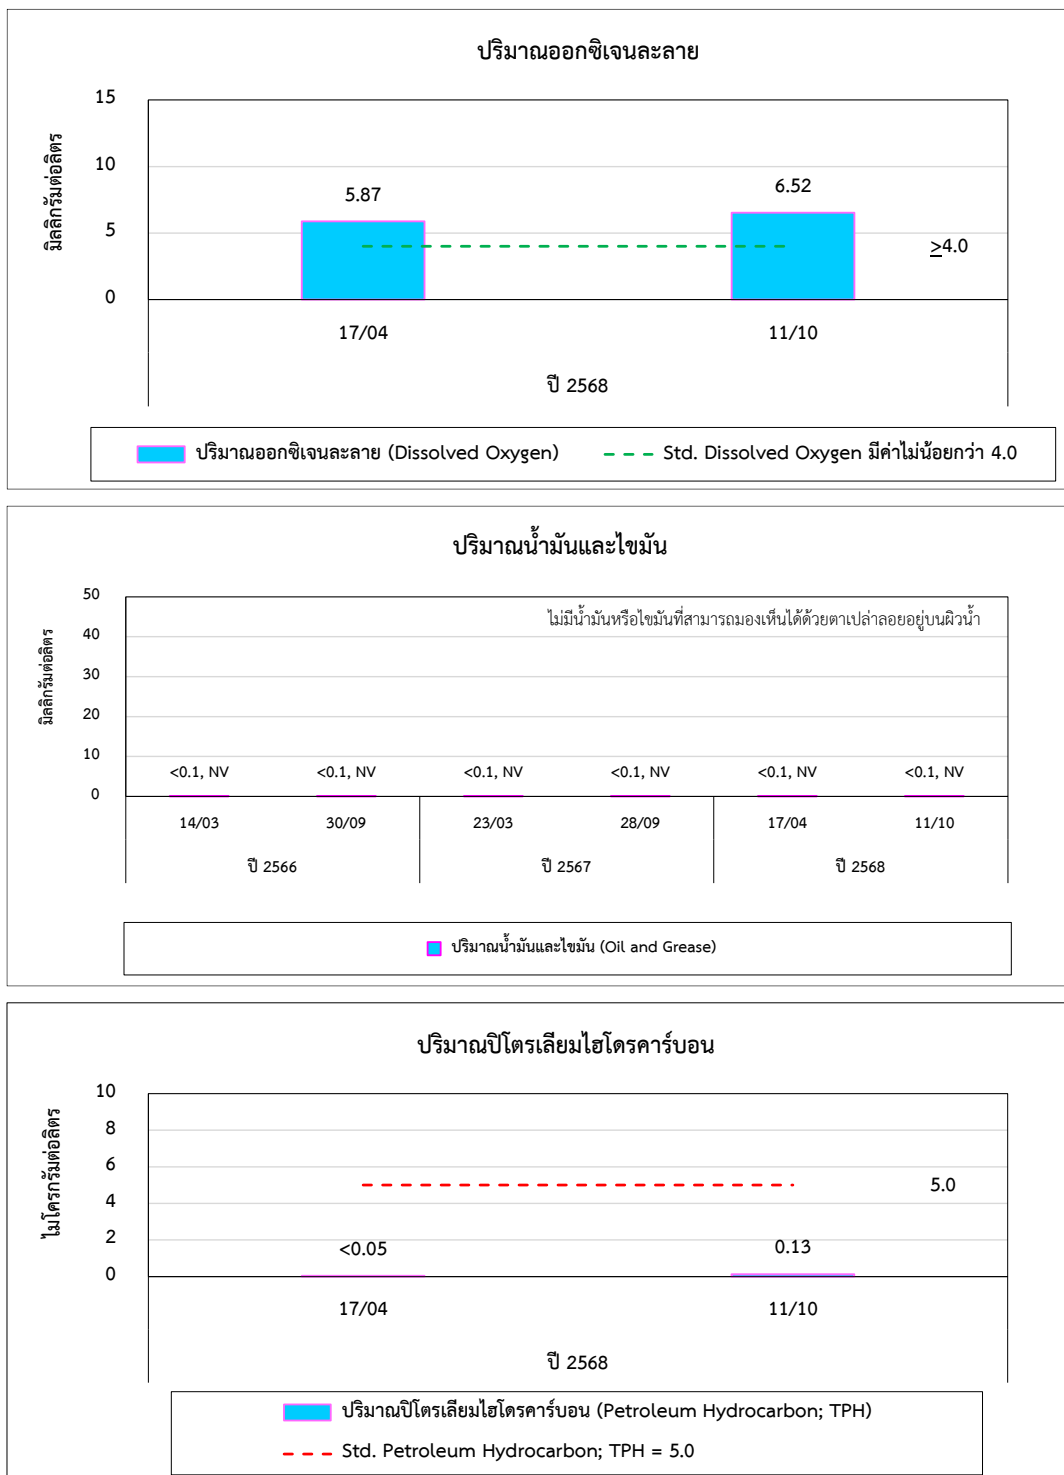 ปริมาณออกซิเจนละลาย
มิลลิกรัมต่อลิตร
15
10
5
0
5.87
6.52
≥4.0
17/04
11/10
ปี 2568
ปริมาณออกซิเจนละลาย (Dissolved Oxygen)
Std. Dissolved Oxygen มีค่าไม่น้อยกว่า 4.0
ปริมาณน้ำมันและไขมัน
มิลลิกรัมต่อลิตร
50
40
30
20
10
0
ไม่มีน้ำมันหรือไขมันที่สามารถมองเห็นได้ด้วยตาเปล่าลอยอยู่บนผิวน้ำ
<0.1, NV
<0.1, NV
<0.1, NV
<0.1, NV
<0.1, NV
<0.1, NV
14/03
30/09
23/03
28/09
17/04
11/10
ปี 2566
ปี 2567
ปี 2568
ปริมาณน้ำมันและไขมัน (Oil and Grease)
ปริมาณปิโตรเลียมไฮโดรคาร์บอน
ไมโครกรัมต่อลิตร
10
8
6
4
2
0
5.0
<0.05
0.13
17/04
11/10
ปี 2568
ปริมาณปิโตรเลียมไฮโดรคาร์บอน (Petroleum Hydrocarbon; TPH)
Std. Petroleum Hydrocarbon; TPH = 5.0